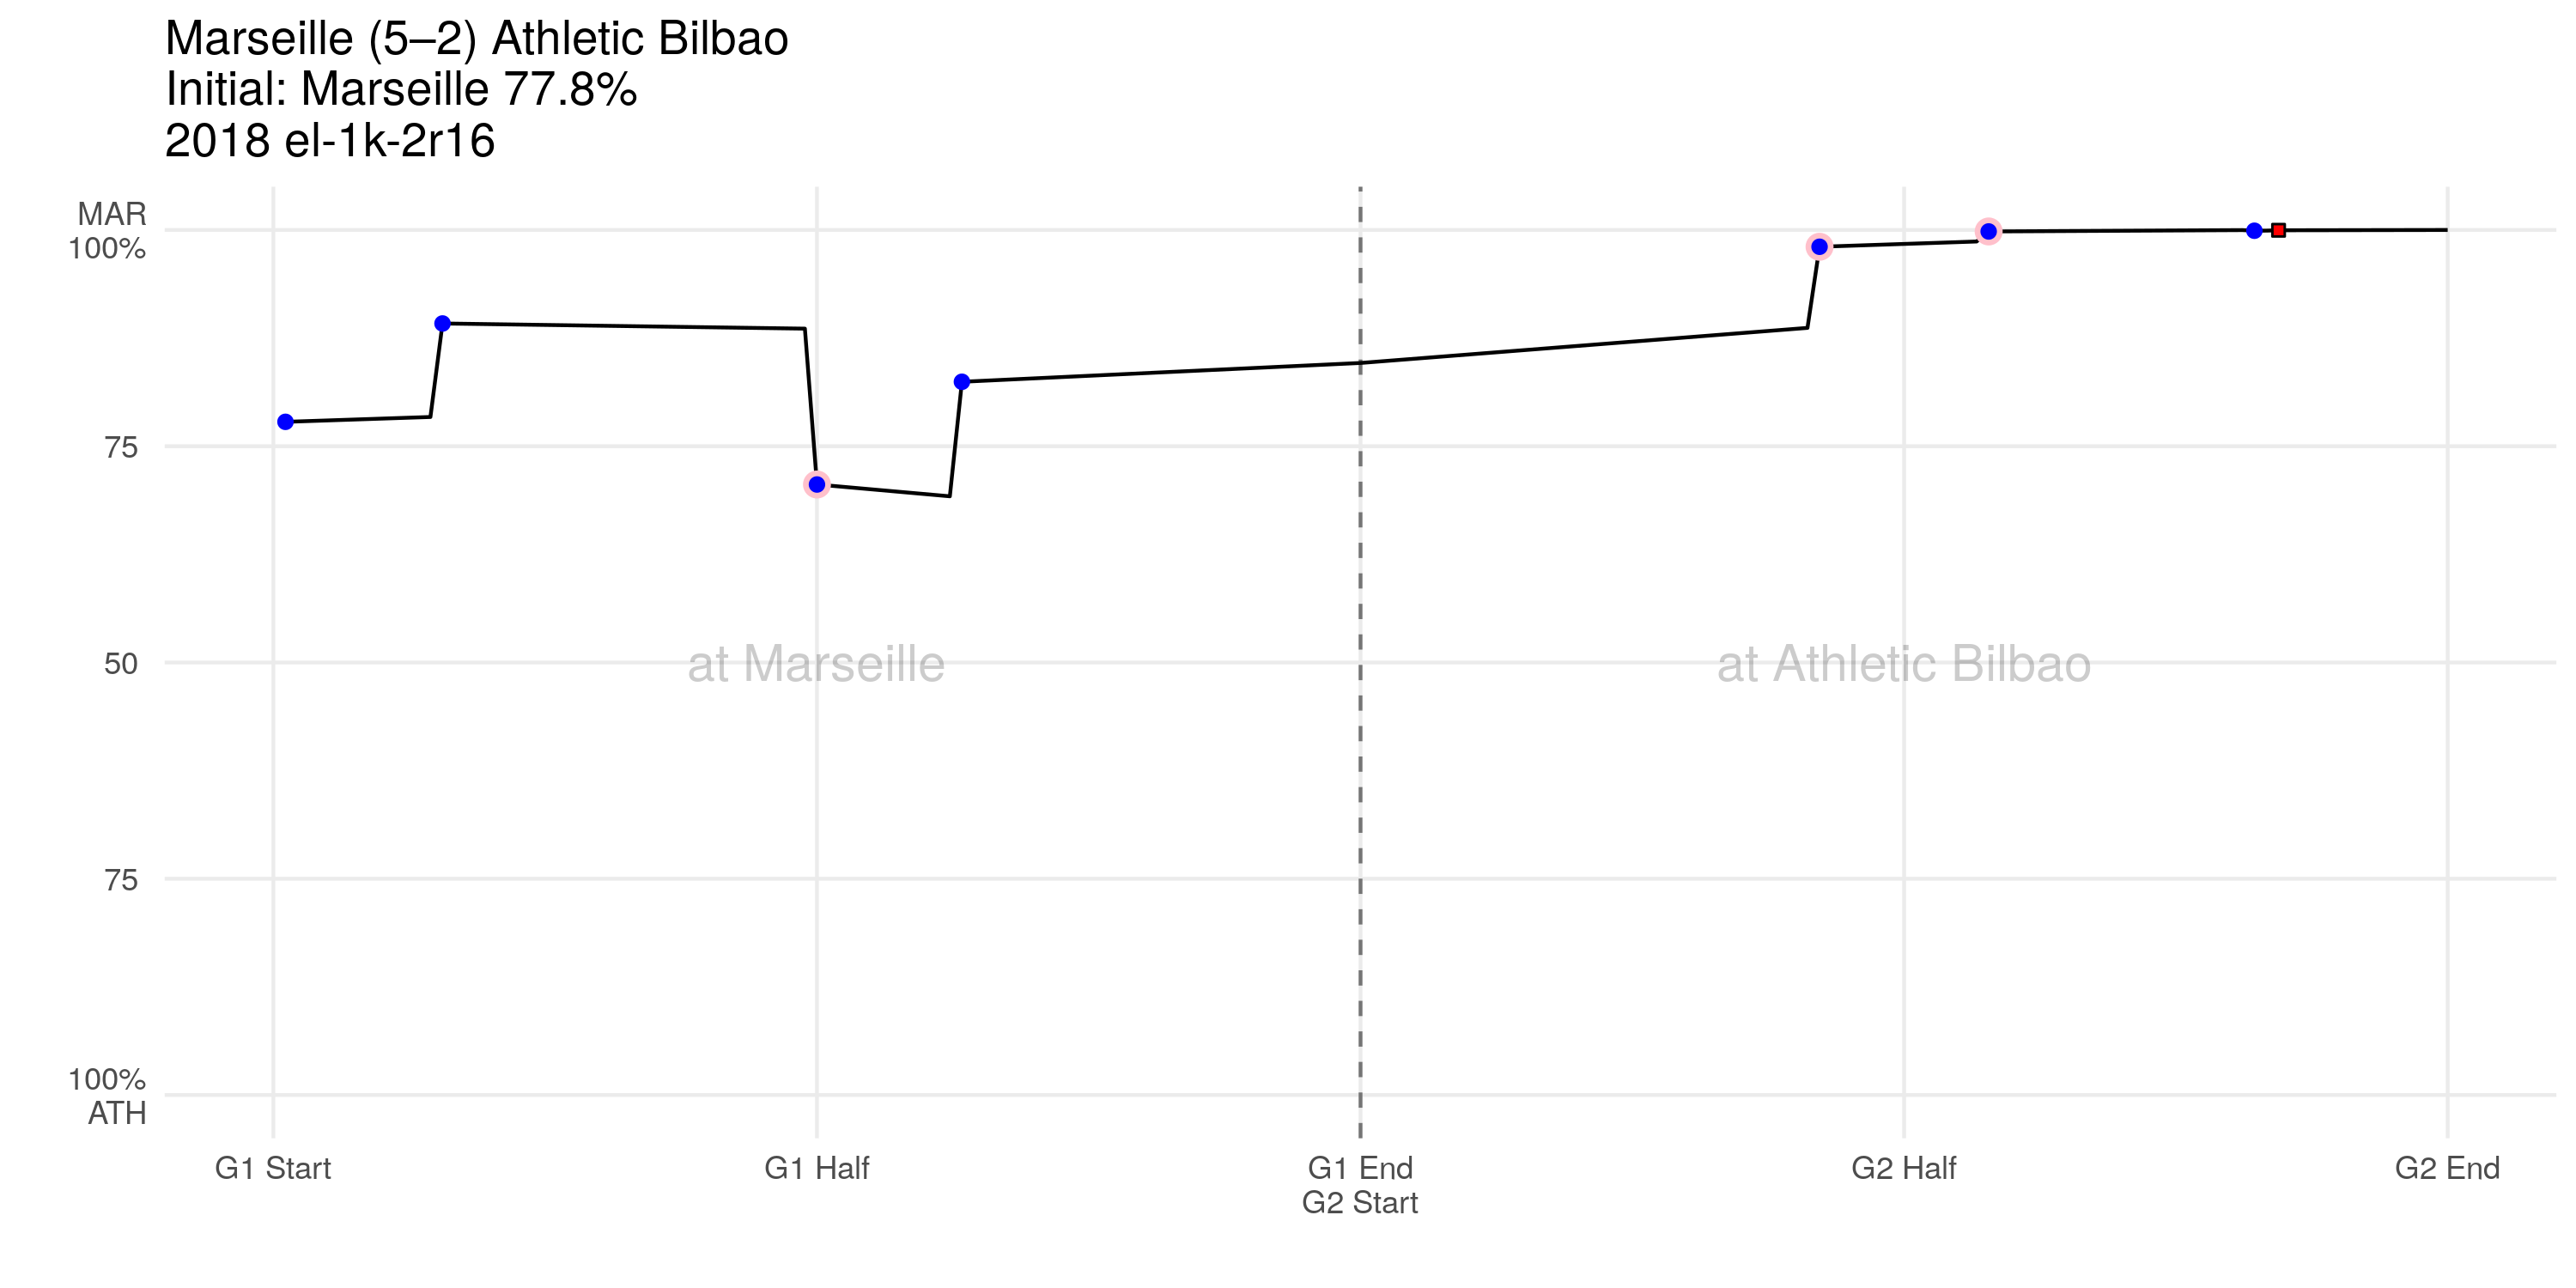 Marseille (5–2) Athletic Bilbao
Initial: Marseille 77.8%
2018 el-1k-2r16
MAR
100%
75
50
75
100%
ATH
at Marseille
at Athletic Bilbao
G1 Start
G1 Half
G1 End
G2 Start
G2 Half
G2 End